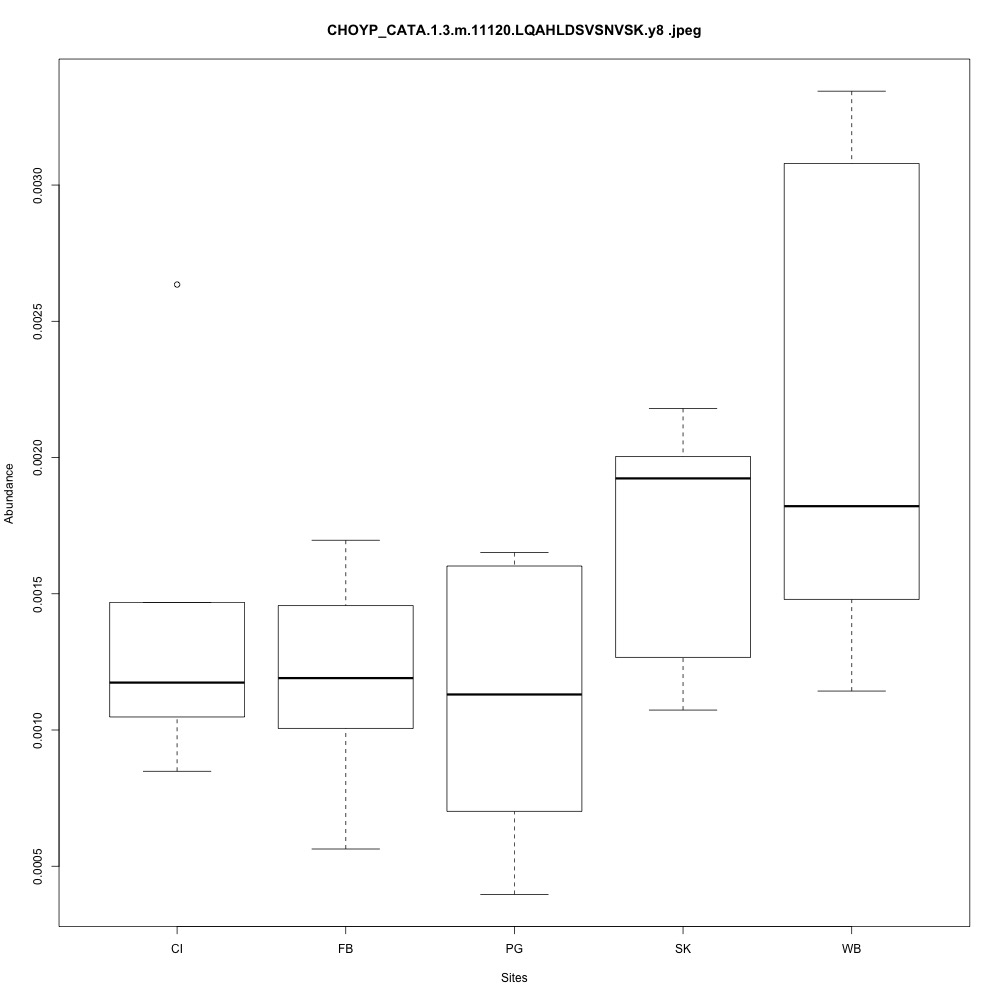 CHOYP_CATA.1.3.m.11120.LQAHLDSVSNVSK.y8 .jpeg
Abundance
0.0030
0.0025
0.0020
0.0015
0.0010
0.0005
CI FB PG SK WB
Sites